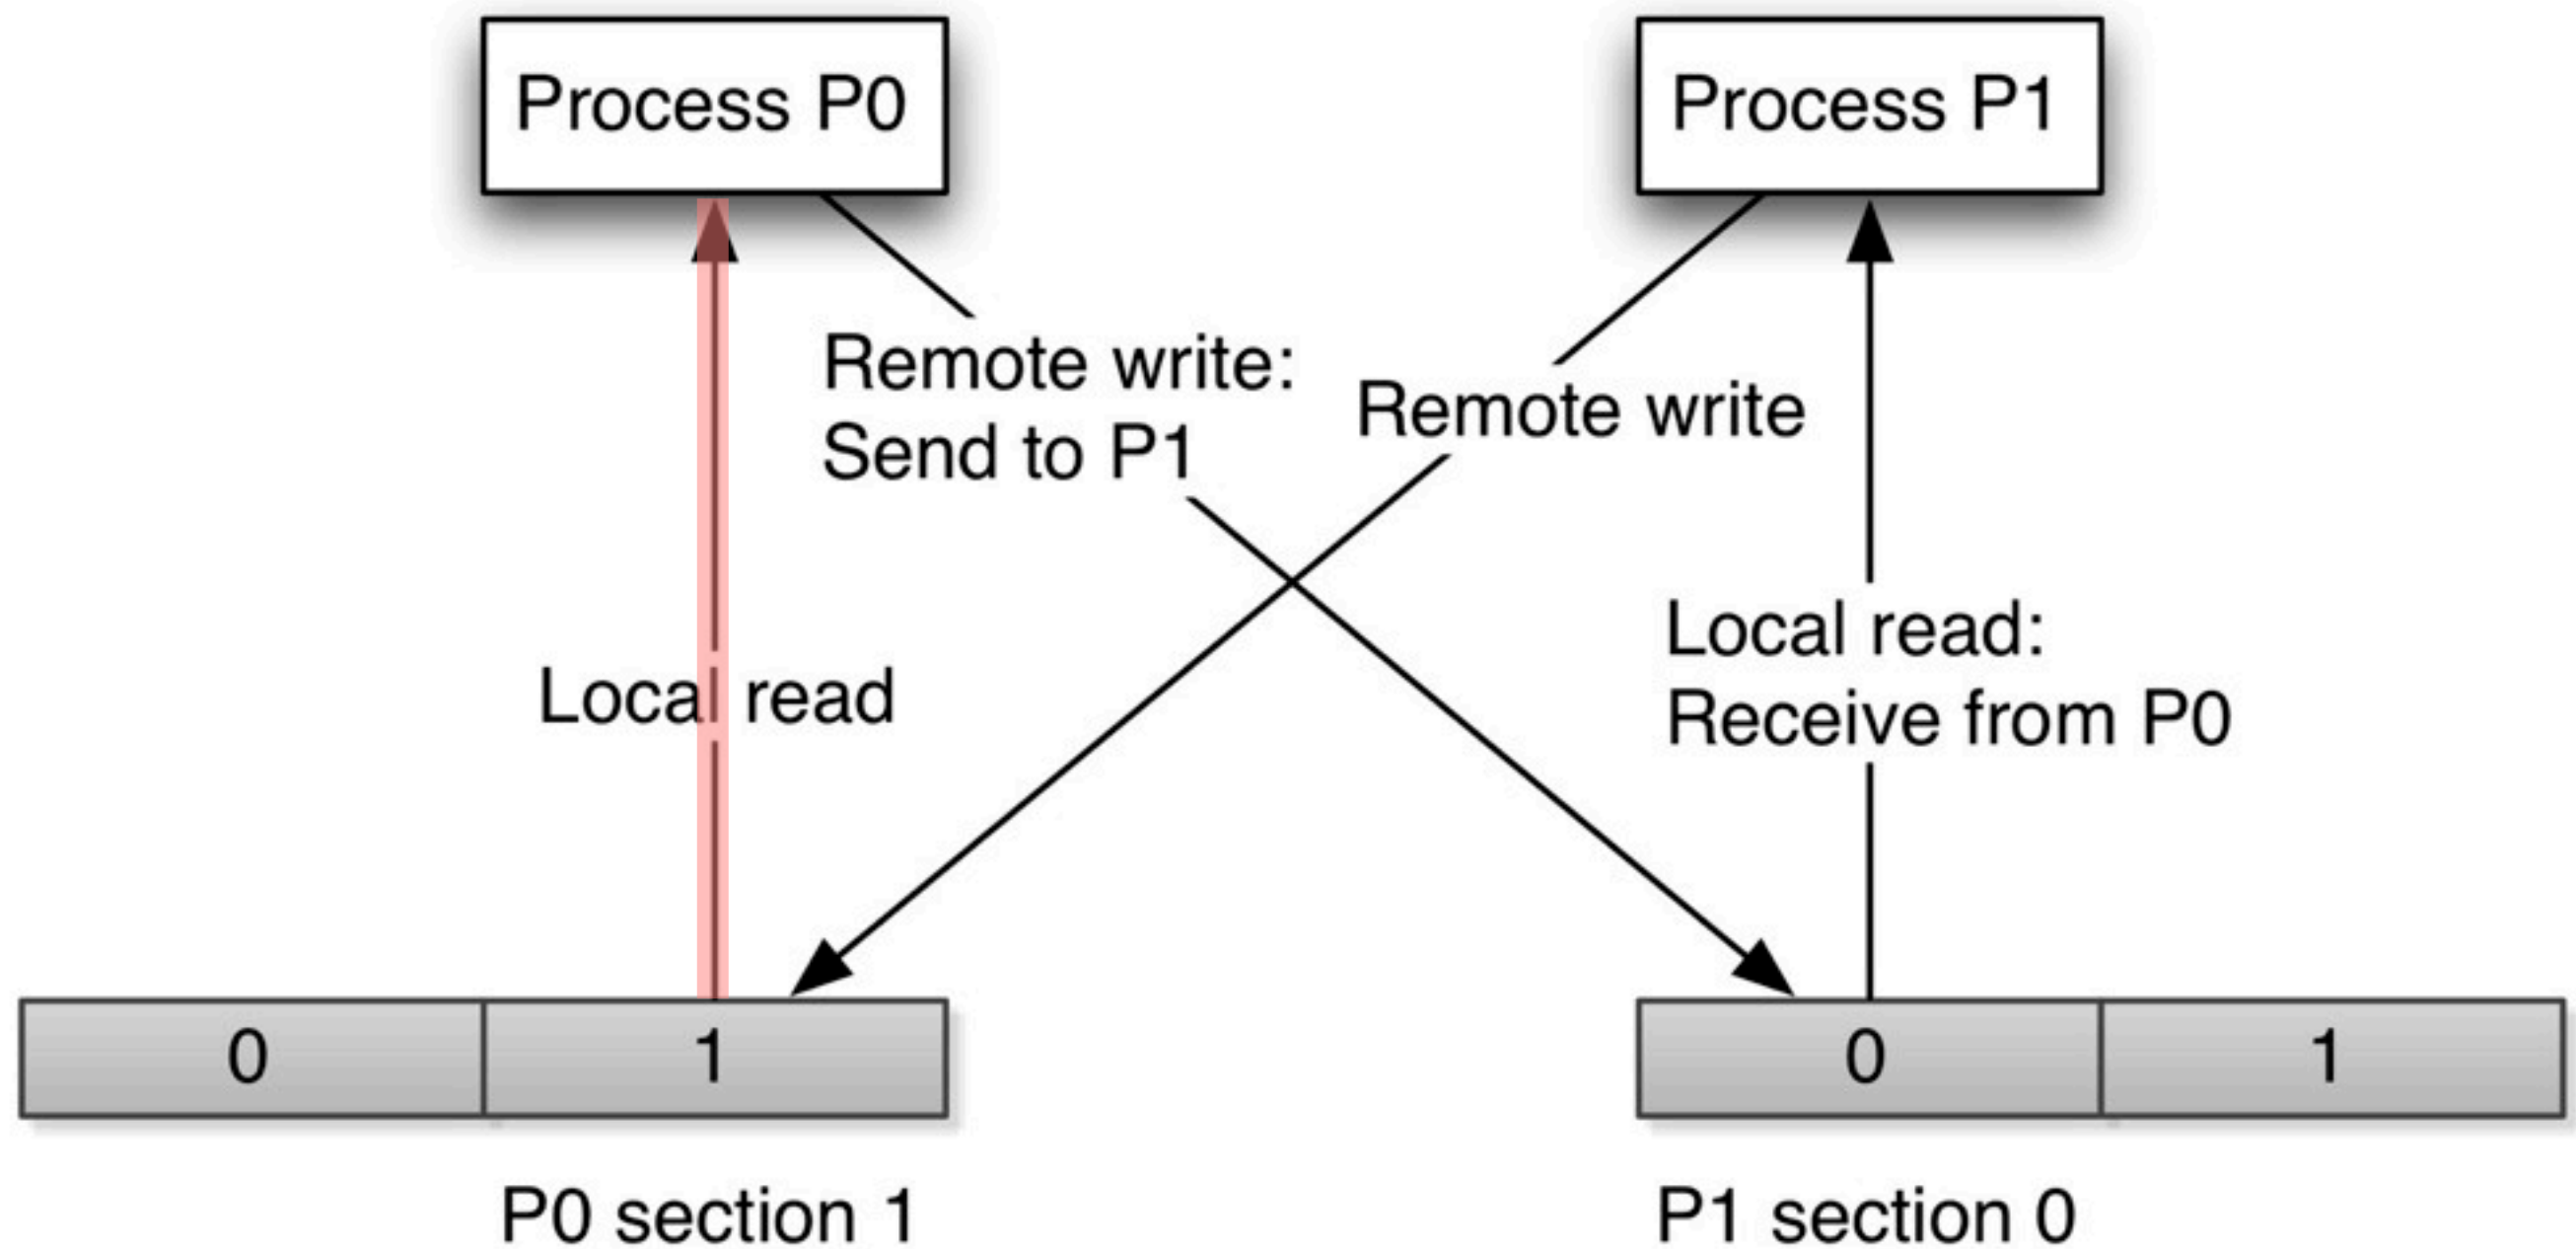 Process P0
Process P1
Remote write:
Send to P1
Remote write
Local read
Local read:
Receive from P0
0
1
0
1
P0 section 1
P1 section 0